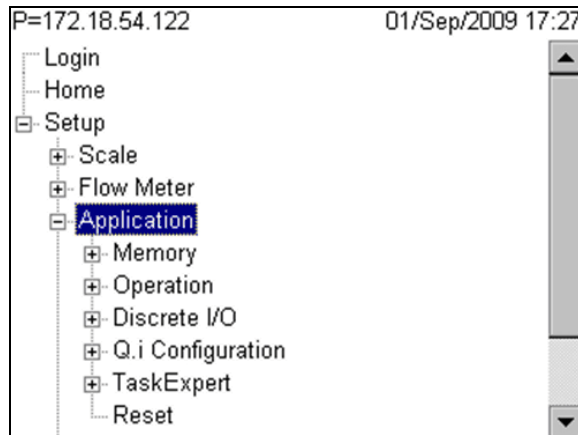 P=172.18.54.122 01/Sep/2009 17:27
Login
Home
Setup
Scale
Flow Meter
Application
Memory
Operation
Discrete I/O
Q.i Configuration
TaskExpert
Reset